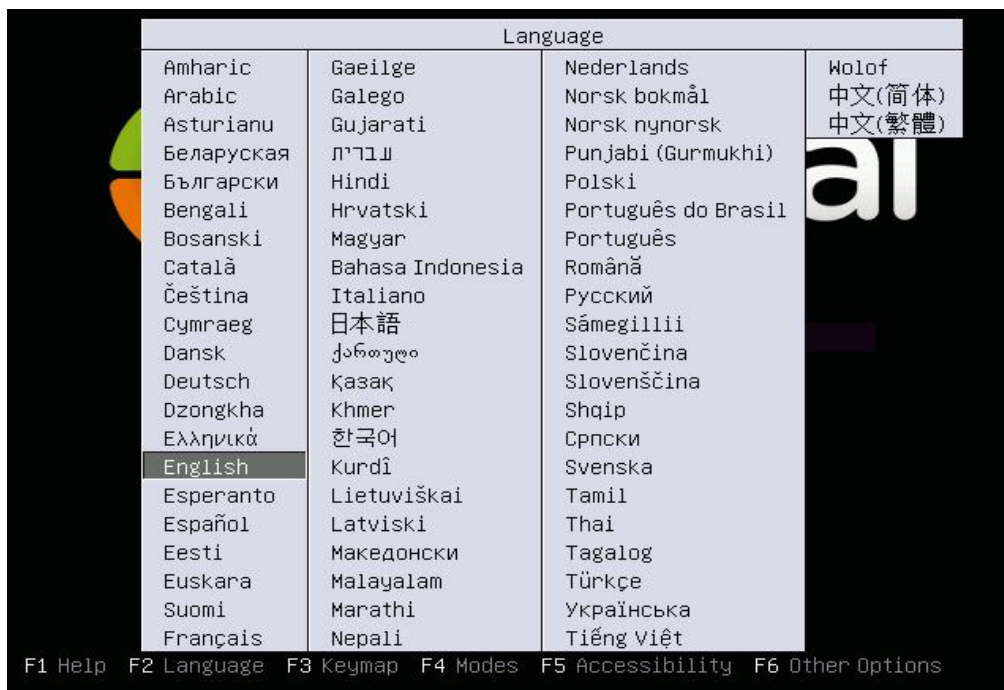 Language
Amharic
Arabic
Asturianu
Беларуская
Български
Bengali
Bosanski
Català
Čeština
Cymraeg
Dansk
Deutsch
Dzongkha
Ελληνικά
English
Esperanto
Español
Eesti
Euskara
Suomi
Français
Gaeilge
Galego
Gujarati
עברית
Hindi
Hrvatski
Magyar
Bahasa Indonesia
Italiano
日本語
ქართული
Қазақ
Khmer
한국어
Kurdî
Lietuviškai
Latviski
Македонски
Malayalam
Marathi
Nepali
Nederlands
Norsk bokmål
Norsk nynorsk
Punjabi (Gurmukhi)
Polski
Português do Brasil
Português
Română
Русский
Sámegillii
Slovenčina
Slovenščina
Shqip
Српски
Svenska
Tamil
Thai
Tagalog
Türkçe
Українська
Tiếng Việt
Wolof
中文(简体)
中文(繁體)
F1 Help F2 Language F3 Keymap F4 Modes F5 Accessibility F6 Other Options